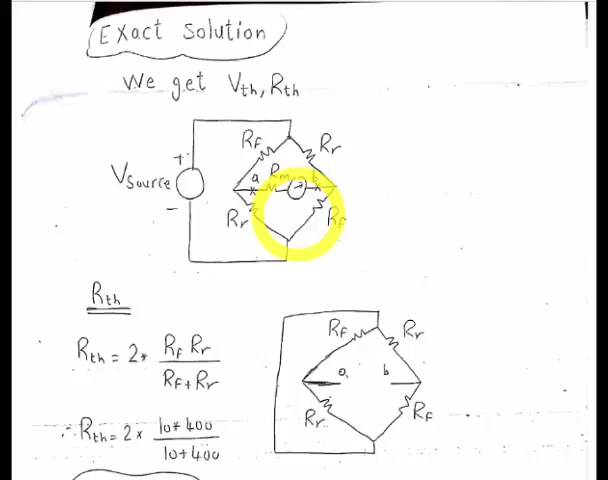 Exact solution
We get Vth, Rth
RF Rr
a Rm b
+
Vsource
-
Rr RF
Rth
Rth = 2* RF Rr / RF+Rr
RF Rr
a b
Rr RF
∴ Rth = 2* 10*400 / 10+400